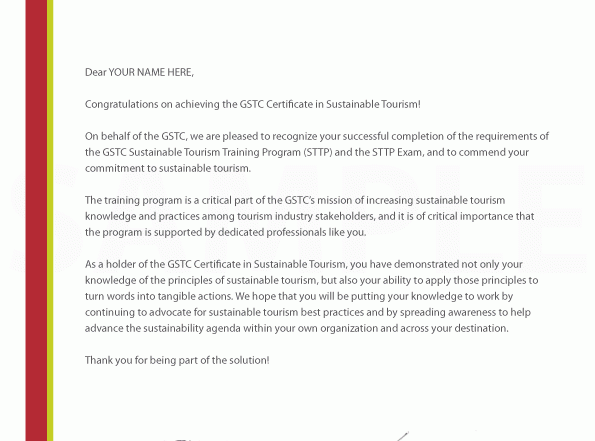 Dear YOUR NAME HERE,
Congratulations on achieving the GSTC Certificate in Sustainable Tourism!
On behalf of the GSTC, we are pleased to recognize your successful completion of the requirements of
the GSTC Sustainable Tourism Training Program (STTP) and the STTP Exam, and to commend your
commitment to sustainable tourism.
The training program is a critical part of the GSTC's mission of increasing sustainable tourism
knowledge and practices among tourism industry stakeholders, and it is of critical importance that
the program is supported by dedicated professionals like you.
As a holder of the GSTC Certificate in Sustainable Tourism, you have demonstrated not only your
knowledge of the principles of sustainable tourism, but also your ability to apply those principles to
turn words into tangible actions. We hope that you will be putting your knowledge to work by
continuing to advocate for sustainable tourism best practices and by spreading awareness to help
advance the sustainability agenda within your own organization and across your destination.
Thank you for being part of the solution!
SAMPLE